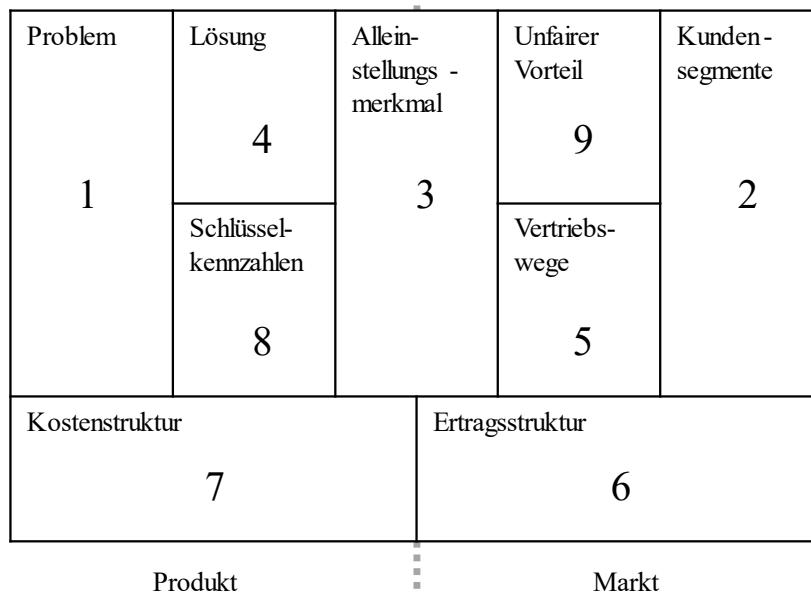 Problem
1
Lösung
4
Schlüssel-
kennzahlen
8
Allein-
stellungs -
merkmal
3
Unfairer
Vorteil
9
Vertriebs-
wege
5
Kunden -
segmente
2
Kostenstruktur
7
Ertragsstruktur
6
Produkt
Markt